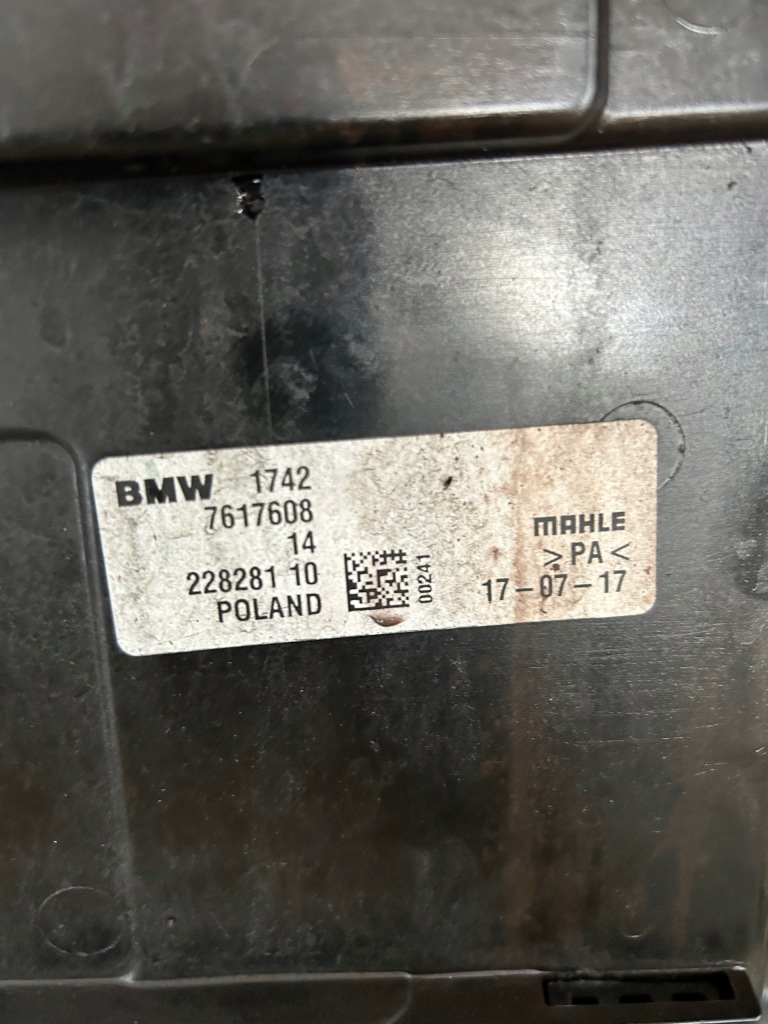 BMW 1742
7617608
14
228281 10
POLAND
00241
MAHLE
>PA<
17-07-17